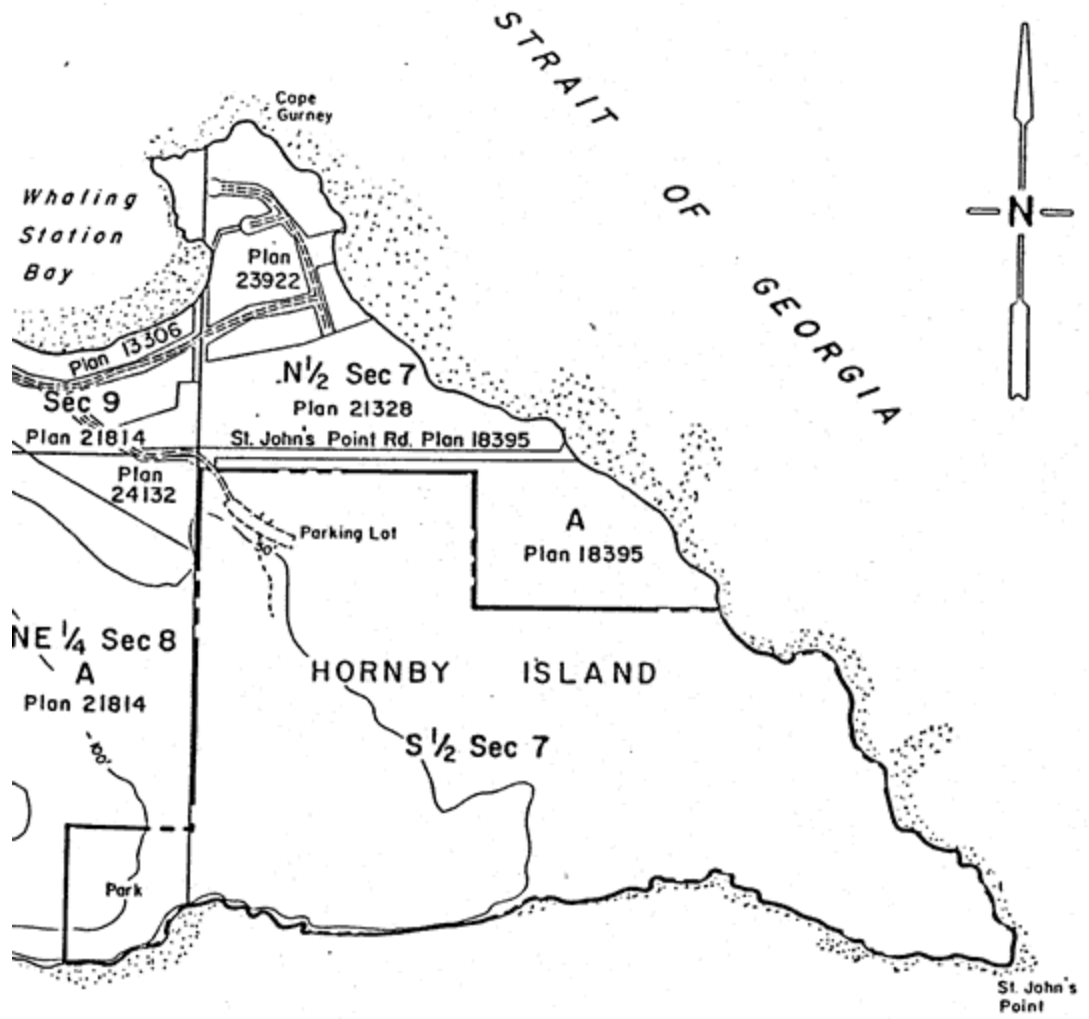 STRAIT
OF
GEORGIA
N
Cape
Gurney
Whaling
Station
Bay
Plan
23922
Plan 13306
N½ Sec 7
Plan 21328
Sec 9
Plan 21814
St. John's Point Rd. Plan 18395
Plan
24132
Parking Lot
50'
A
Plan 18395
NE ¼ Sec 8
A
Plan 21814
HORNBY ISLAND
S ½ Sec 7
100'
Park
St. John's
Point